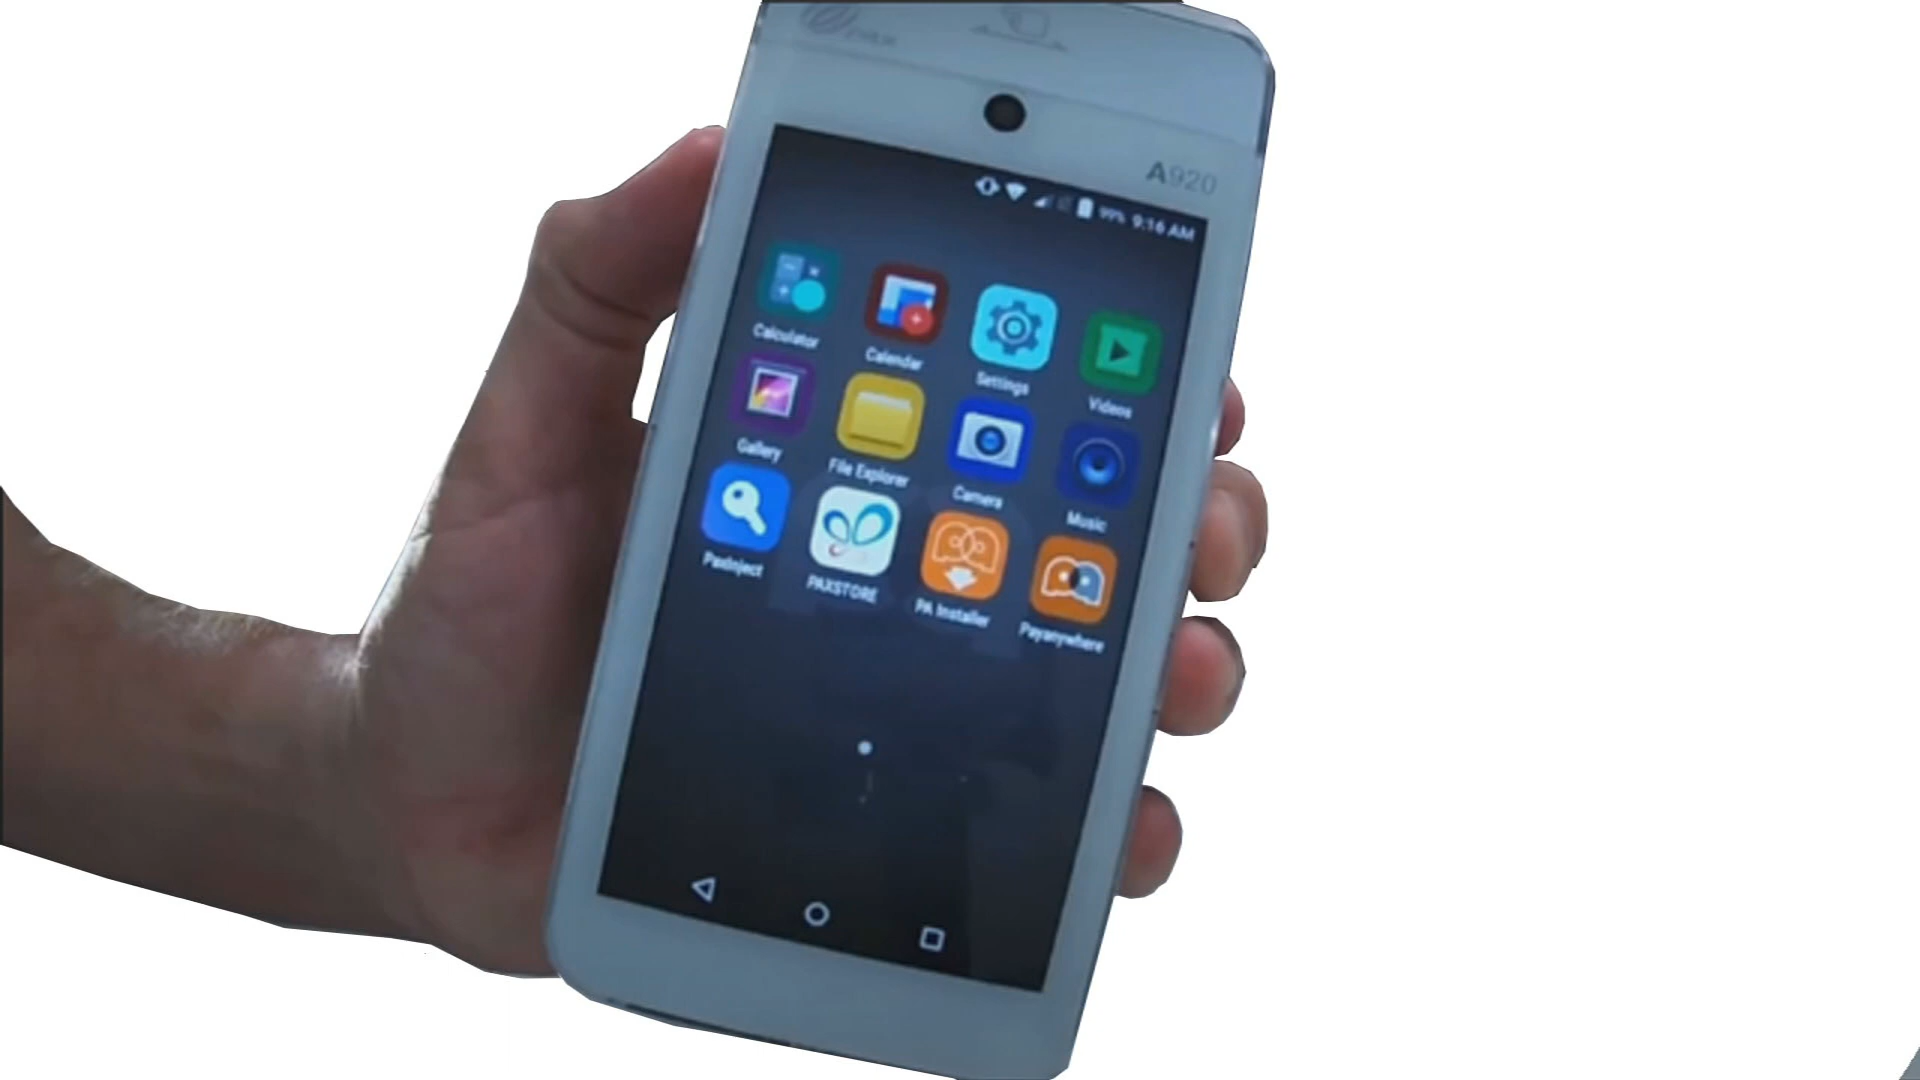 A920
99% 9:16 AM
Calculator
Calendar
Settings
Videos
Gallery
File Explorer
Camera
Music
PaxInject
PAXSTORE
PA Installer
Payanywhere